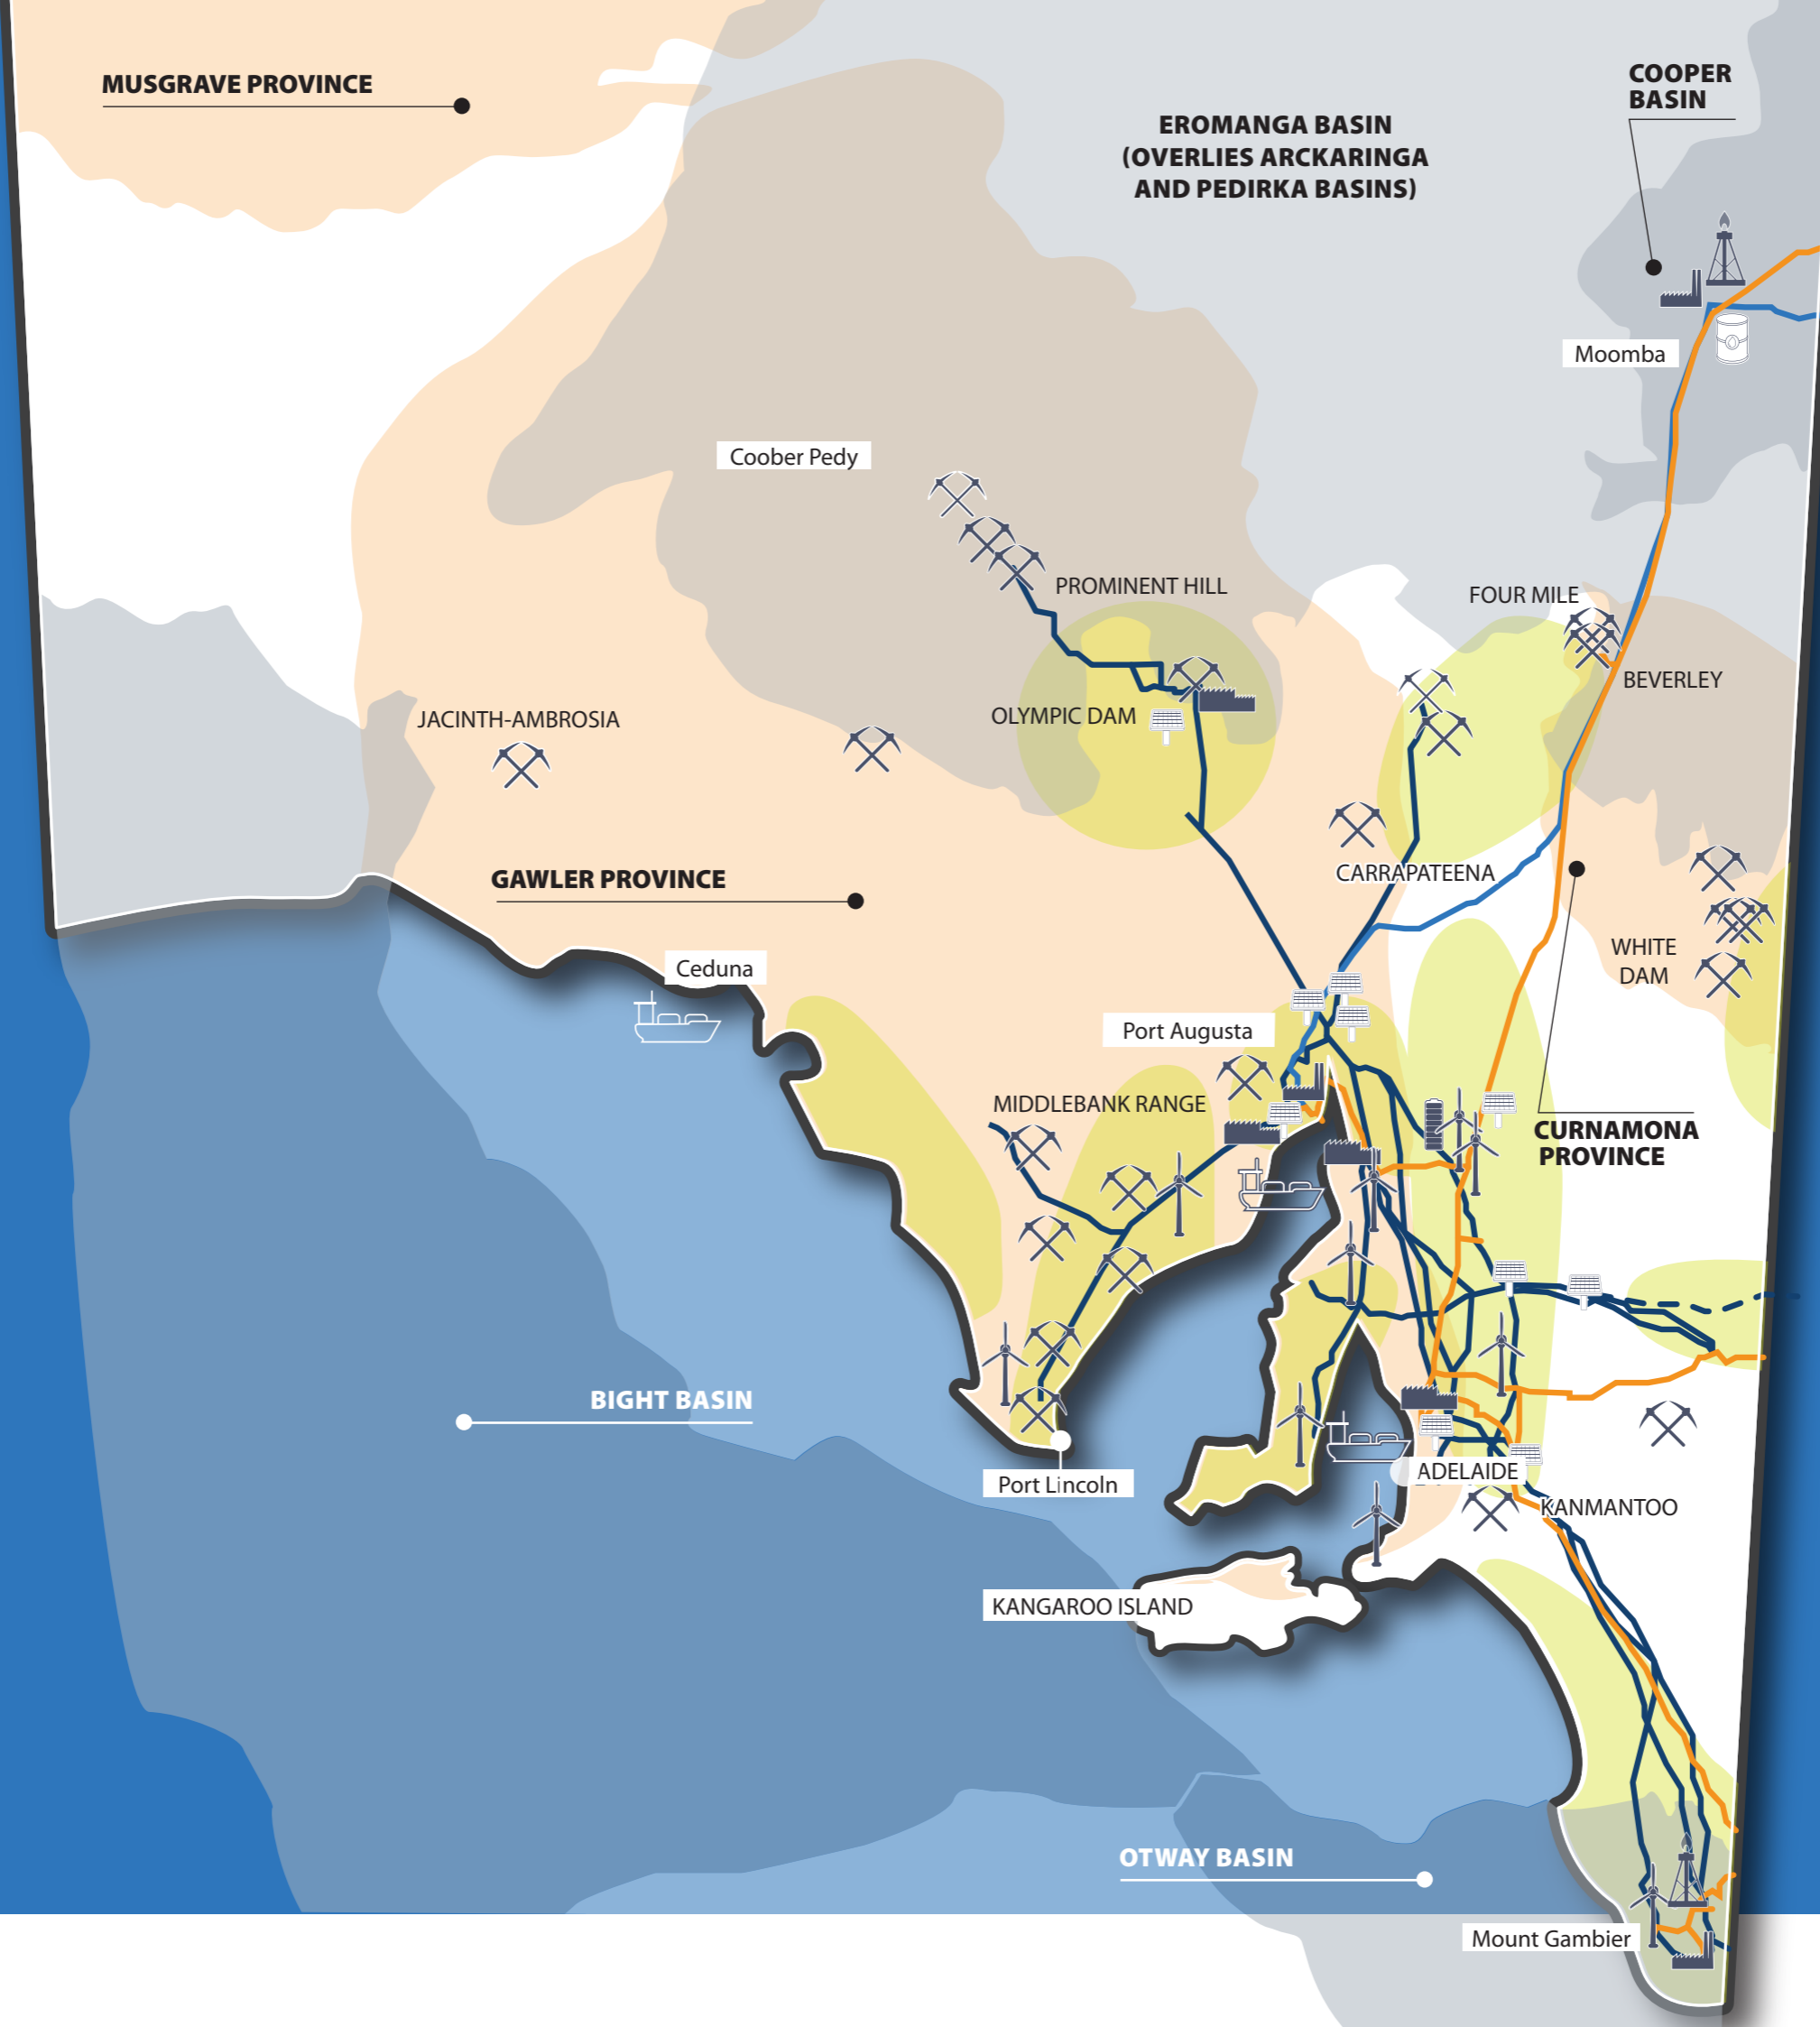 MUSGRAVE PROVINCE
COOPER
BASIN
EROMANGA BASIN
(OVERLIES ARCKARINGA
AND PEDIRKA BASINS)
Moomba
Coober Pedy
PROMINENT HILL
FOUR MILE
BEVERLEY
JACINTH-AMBROSIA
OLYMPIC DAM
CARRAPATEENA
GAWLER PROVINCE
WHITE
DAM
Ceduna
Port Augusta
MIDDLEBANK RANGE
CURNAMONA
PROVINCE
BIGHT BASIN
Port Lincoln
ADELAIDE
KANMANTOO
KANGAROO ISLAND
OTWAY BASIN
Mount Gambier